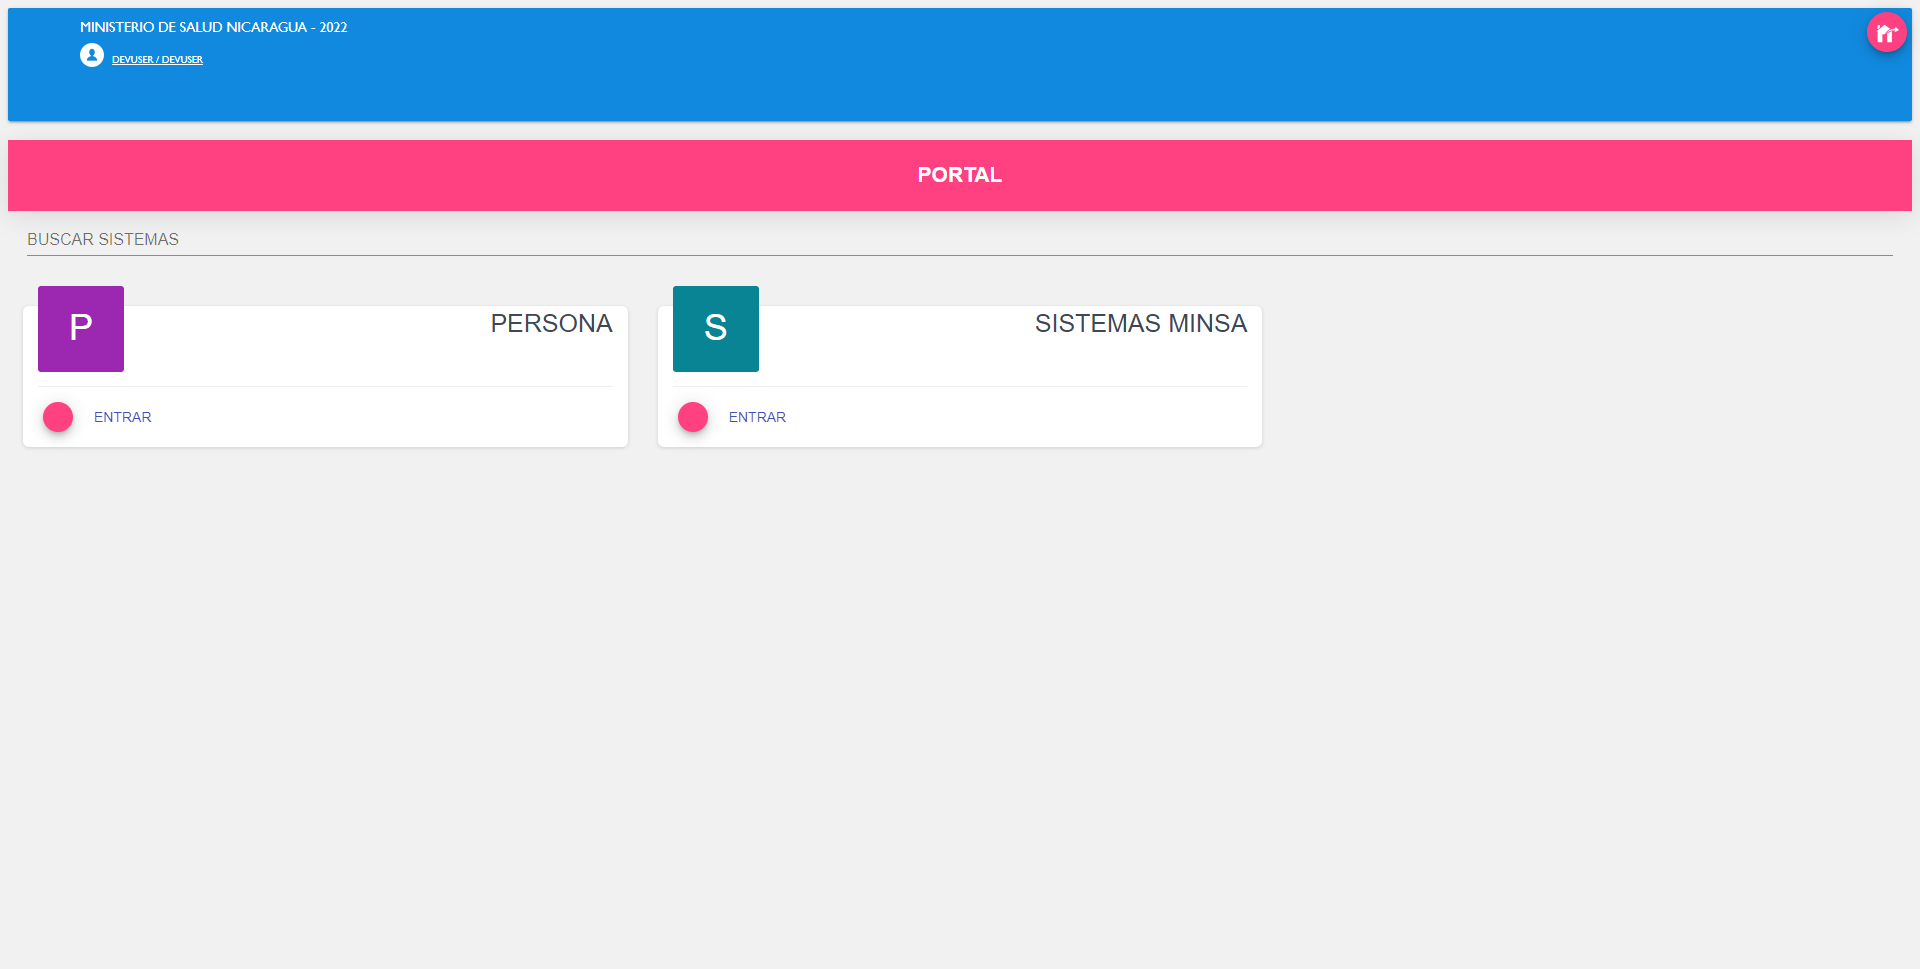 MINISTERIO DE SALUD NICARAGUA - 2022
DEVUSER / DEVUSER
PORTAL
BUSCAR SISTEMAS
P
PERSONA
ENTRAR
S
SISTEMAS MINSA
ENTRAR